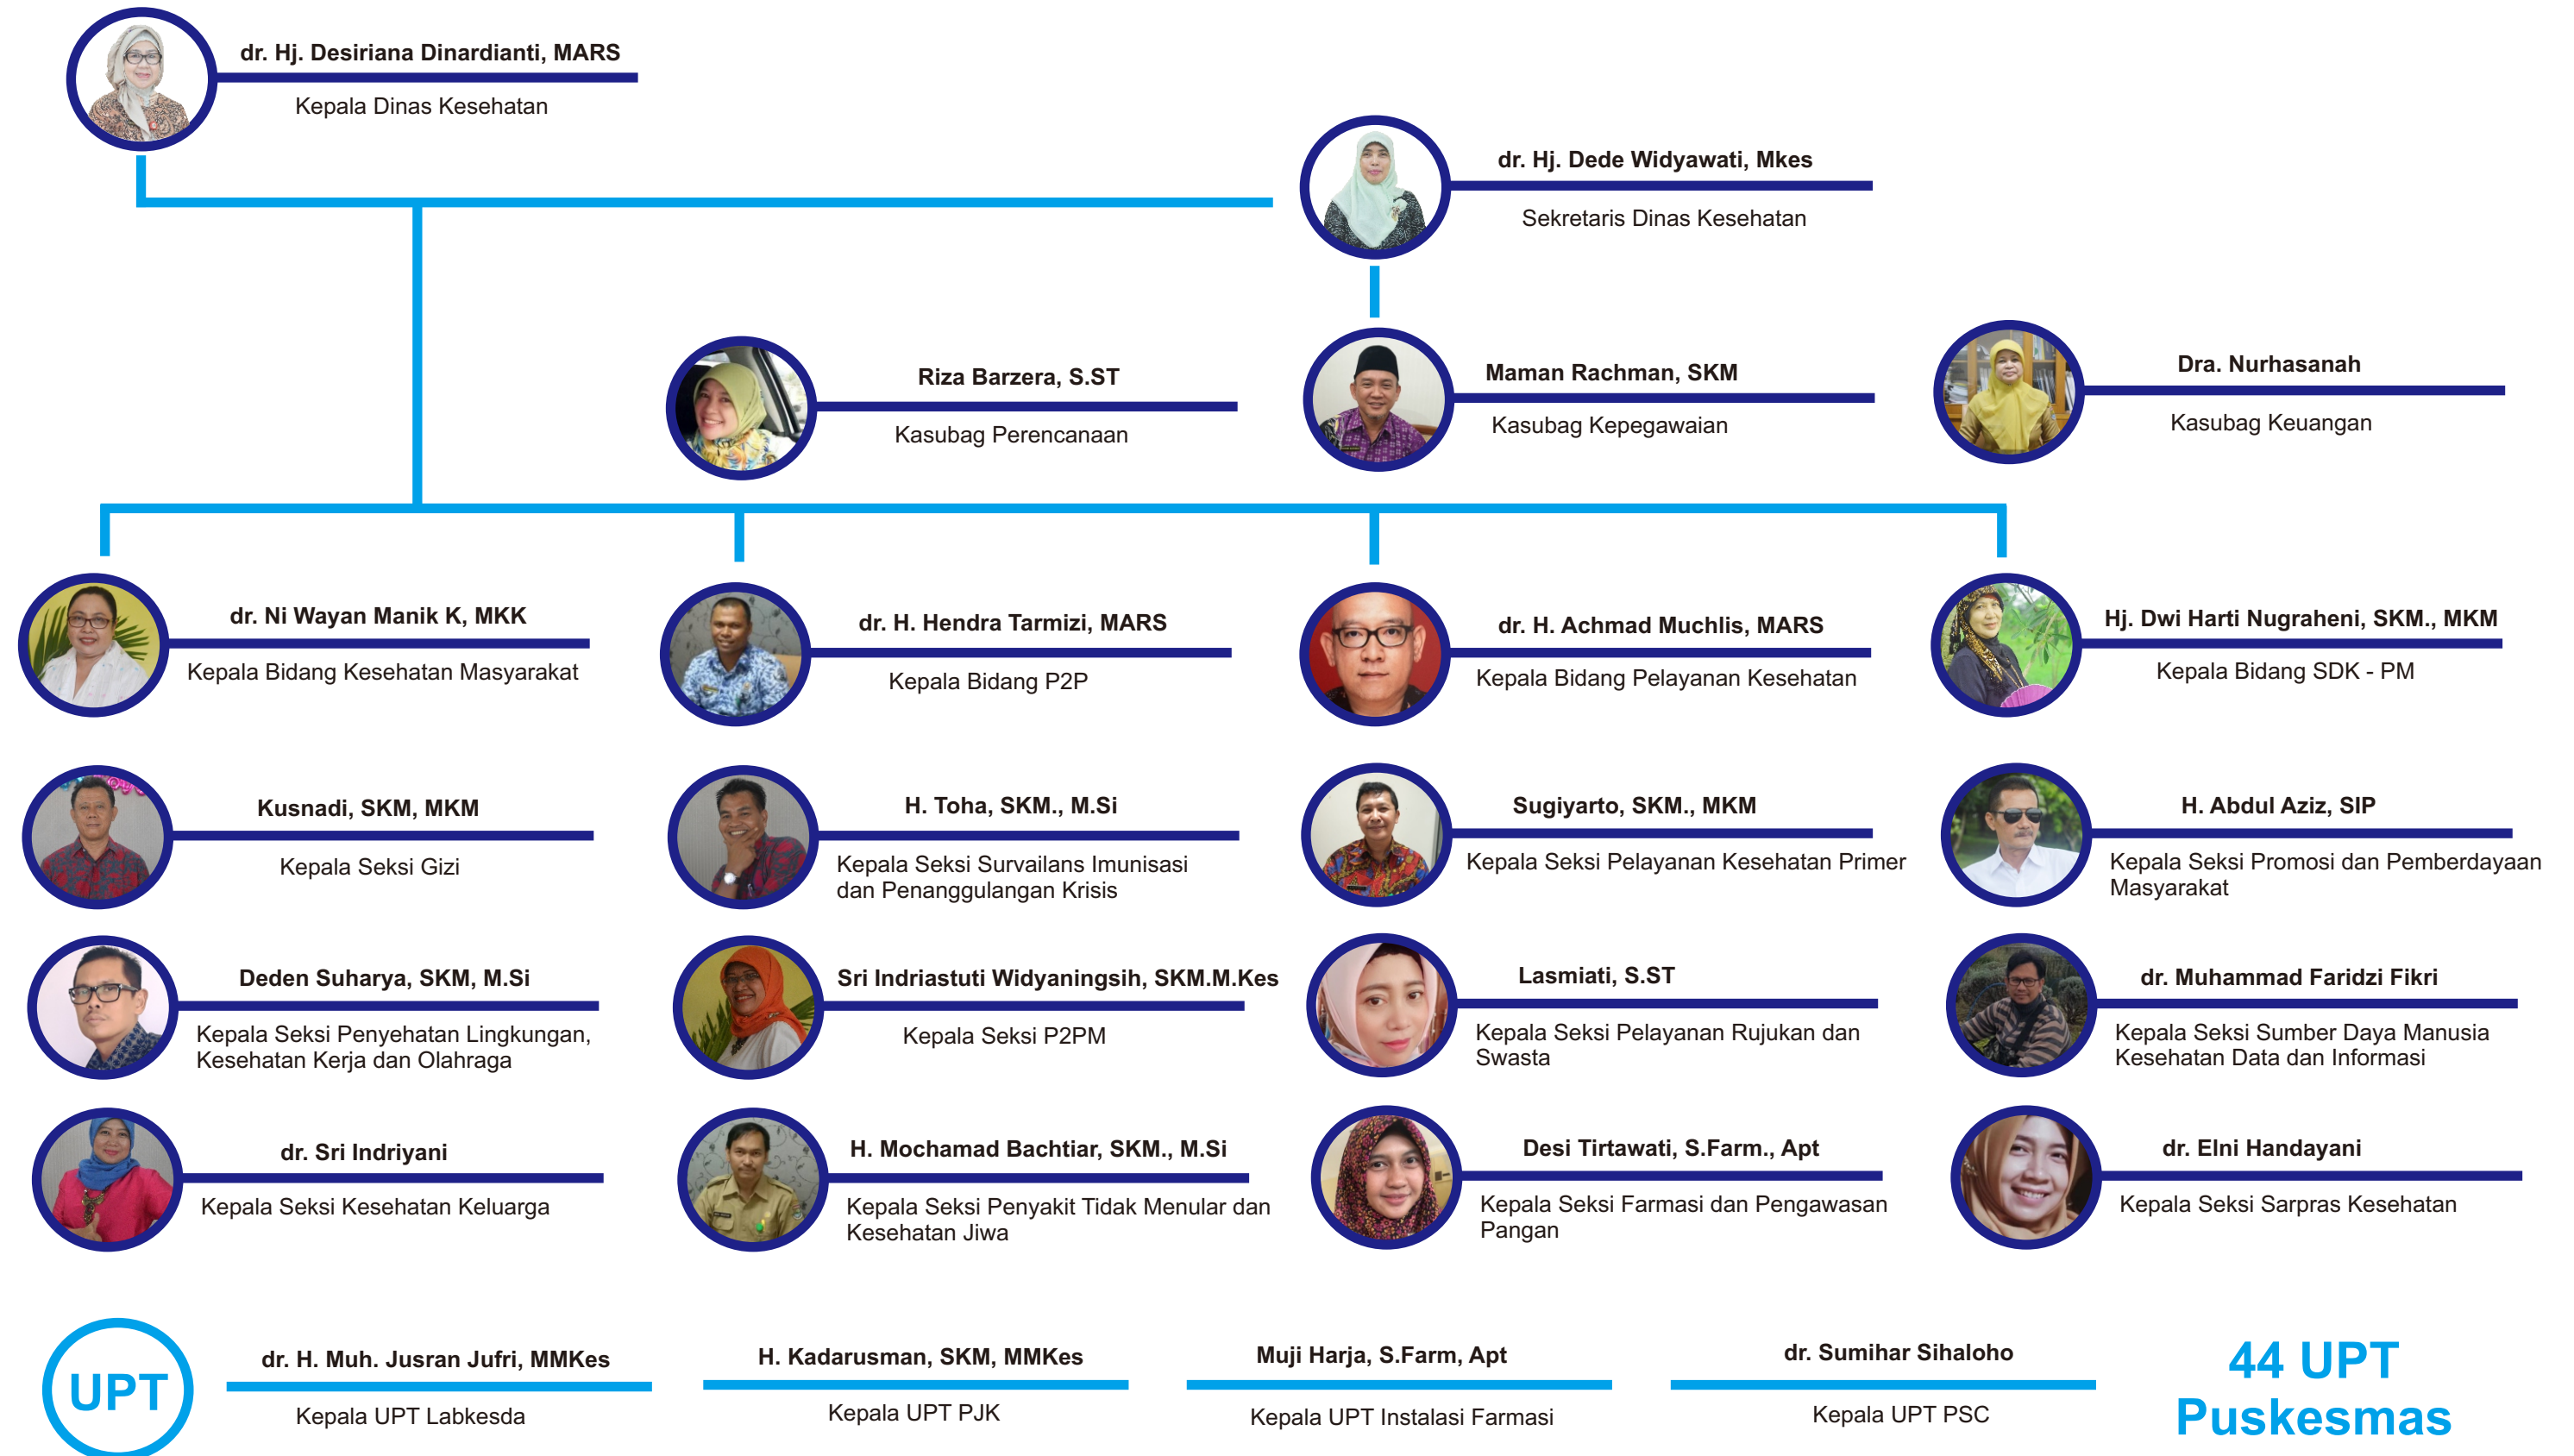 dr. Hj. Desiriana Dinardianti, MARS
Kepala Dinas Kesehatan
dr. Hj. Dede Widyawati, Mkes
Sekretaris Dinas Kesehatan
Riza Barzera, S.ST
Kasubag Perencanaan
Maman Rachman, SKM
Kasubag Kepegawaian
Dra. Nurhasanah
Kasubag Keuangan
dr. Ni Wayan Manik K, MKK
Kepala Bidang Kesehatan Masyarakat
dr. H. Hendra Tarmizi, MARS
Kepala Bidang P2P
dr. H. Achmad Muchlis, MARS
Kepala Bidang Pelayanan Kesehatan
Hj. Dwi Harti Nugraheni, SKM., MKM
Kepala Bidang SDK - PM
Kusnadi, SKM, MKM
Kepala Seksi Gizi
H. Toha, SKM., M.Si
Kepala Seksi Survailans Imunisasi
dan Penanggulangan Krisis
Sugiyarto, SKM., MKM
Kepala Seksi Pelayanan Kesehatan Primer
H. Abdul Aziz, SIP
Kepala Seksi Promosi dan Pemberdayaan
Masyarakat
Deden Suharya, SKM, M.Si
Kepala Seksi Penyehatan Lingkungan,
Kesehatan Kerja dan Olahraga
Sri Indriastuti Widyaningsih, SKM.M.Kes
Kepala Seksi P2PM
Lasmiati, S.ST
Kepala Seksi Pelayanan Rujukan dan
Swasta
dr. Muhammad Faridzi Fikri
Kepala Seksi Sumber Daya Manusia
Kesehatan Data dan Informasi
dr. Sri Indriyani
Kepala Seksi Kesehatan Keluarga
H. Mochamad Bachtiar, SKM., M.Si
Kepala Seksi Penyakit Tidak Menular dan
Kesehatan Jiwa
Desi Tirtawati, S.Farm., Apt
Kepala Seksi Farmasi dan Pengawasan
Pangan
dr. Elni Handayani
Kepala Seksi Sarpras Kesehatan
UPT
dr. H. Muh. Jusran Jufri, MMKes
Kepala UPT Labkesda
H. Kadarusman, SKM, MMKes
Kepala UPT PJK
Muji Harja, S.Farm, Apt
Kepala UPT Instalasi Farmasi
dr. Sumihar Sihaloho
Kepala UPT PSC
44 UPT
Puskesmas